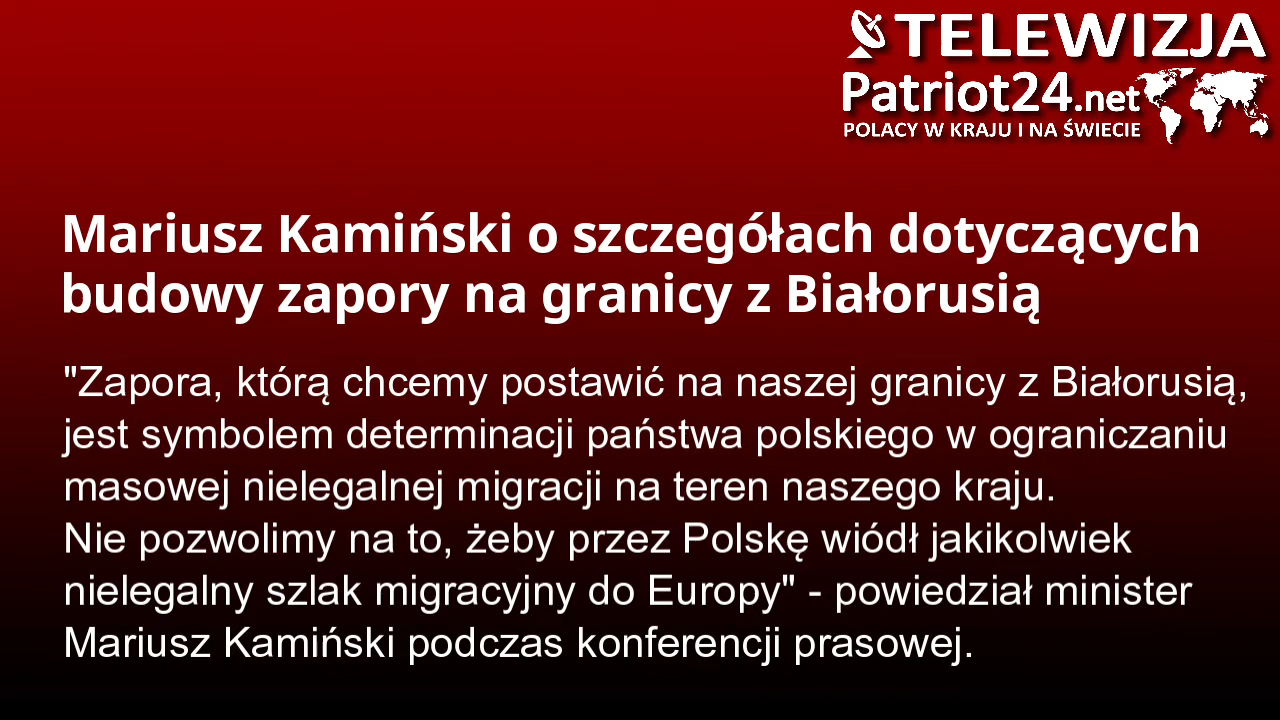 TELEWIZJA
Patriot24.net
POLACY W KRAJU I NA ŚWIECIE
Mariusz Kamiński o szczegółach dotyczących
budowy zapory na granicy z Białorusią
"Zapora, którą chcemy postawić na naszej granicy z Białorusią,
jest symbolem determinacji państwa polskiego w ograniczaniu
masowej nielegalnej migracji na teren naszego kraju.
Nie pozwolimy na to, żeby przez Polskę wiódł jakikolwiek
nielegalny szlak migracyjny do Europy" - powiedział minister
Mariusz Kamiński podczas konferencji prasowej.